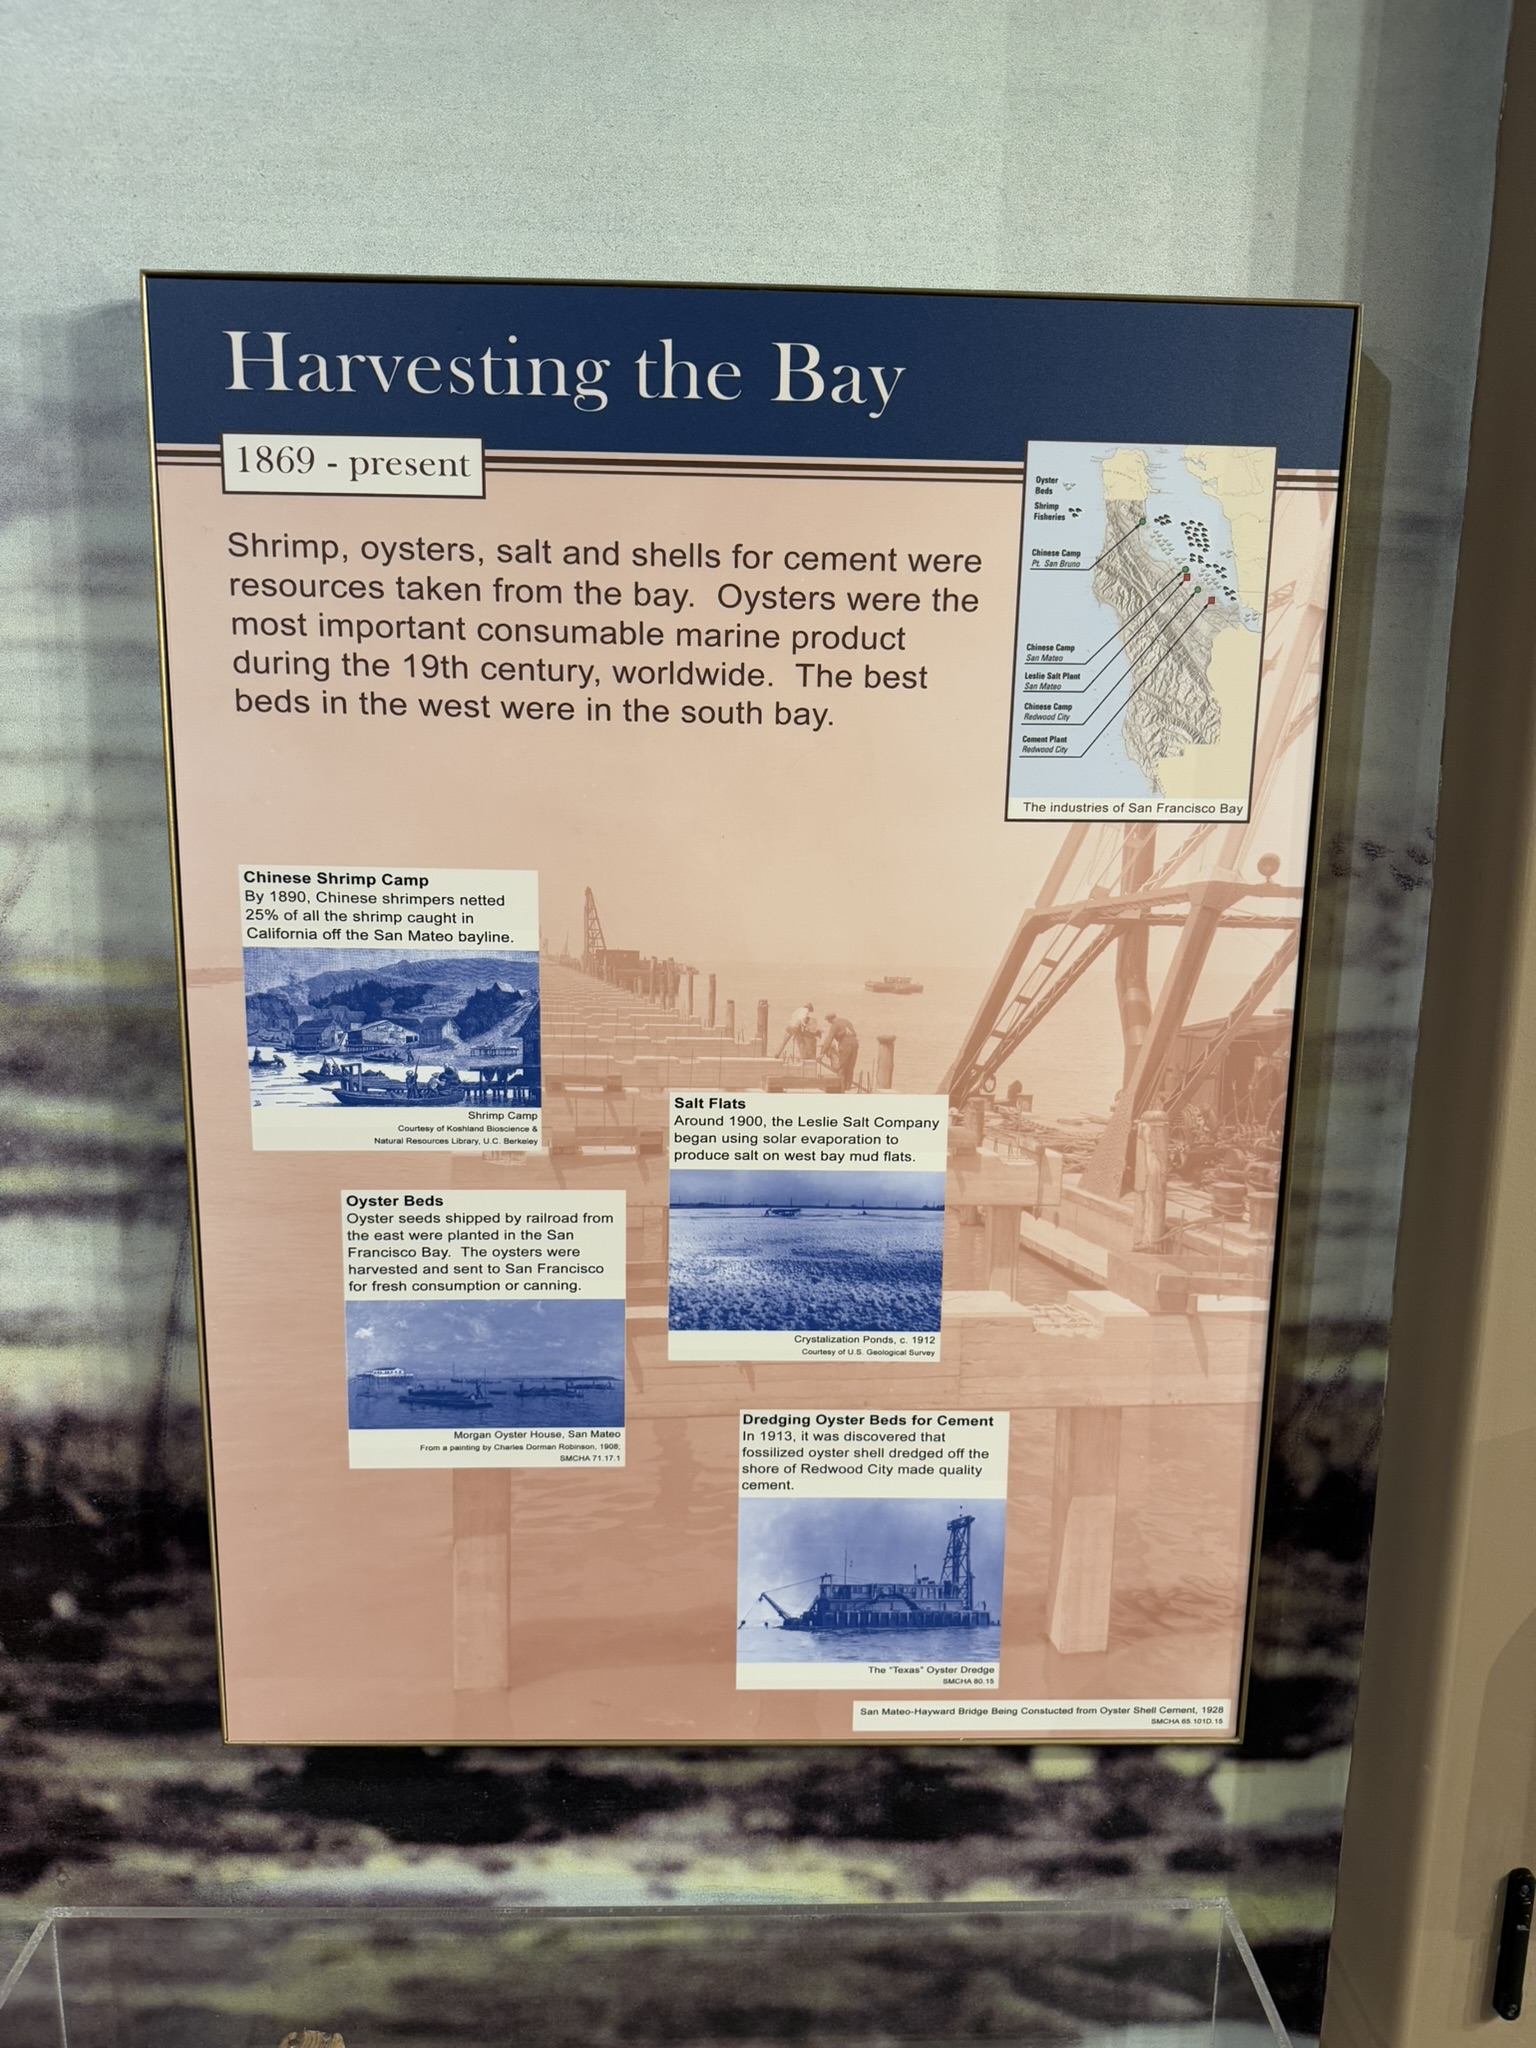 Harvesting the Bay
1869 - present
Shrimp, oysters, salt and shells for cement were
resources taken from the bay. Oysters were the
most important consumable marine product
during the 19th century, worldwide. The best
beds in the west were in the south bay.
Oyster
Beds
Shrimp
Fisheries
Chinese Camp
Pt. San Bruno
Chinese Camp
San Mateo
Leslie Salt Plant
San Mateo
Chinese Camp
Redwood City
Cement Plant
Redwood City
The industries of San Francisco Bay
Chinese Shrimp Camp
By 1890, Chinese shrimpers netted
25% of all the shrimp caught in
California off the San Mateo bayline.
Shrimp Camp
Courtesy of Koshland Bioscience &
Natural Resources Library, U.C. Berkeley
Salt Flats
Around 1900, the Leslie Salt Company
began using solar evaporation to
produce salt on west bay mud flats.
Crystalization Ponds, c. 1912
Courtesy of U.S. Geological Survey
Oyster Beds
Oyster seeds shipped by railroad from
the east were planted in the San
Francisco Bay. The oysters were
harvested and sent to San Francisco
for fresh consumption or canning.
Morgan Oyster House, San Mateo
From a painting by Charles Dorman Robinson, 1908;
SMCHA 71.17.1
Dredging Oyster Beds for Cement
In 1913, it was discovered that
fossilized oyster shell dredged off the
shore of Redwood City made quality
cement.
The "Texas" Oyster Dredge
SMCHA 80.15
San Mateo-Hayward Bridge Being Constucted from Oyster Shell Cement, 1928
SMCHA 65.101D.15